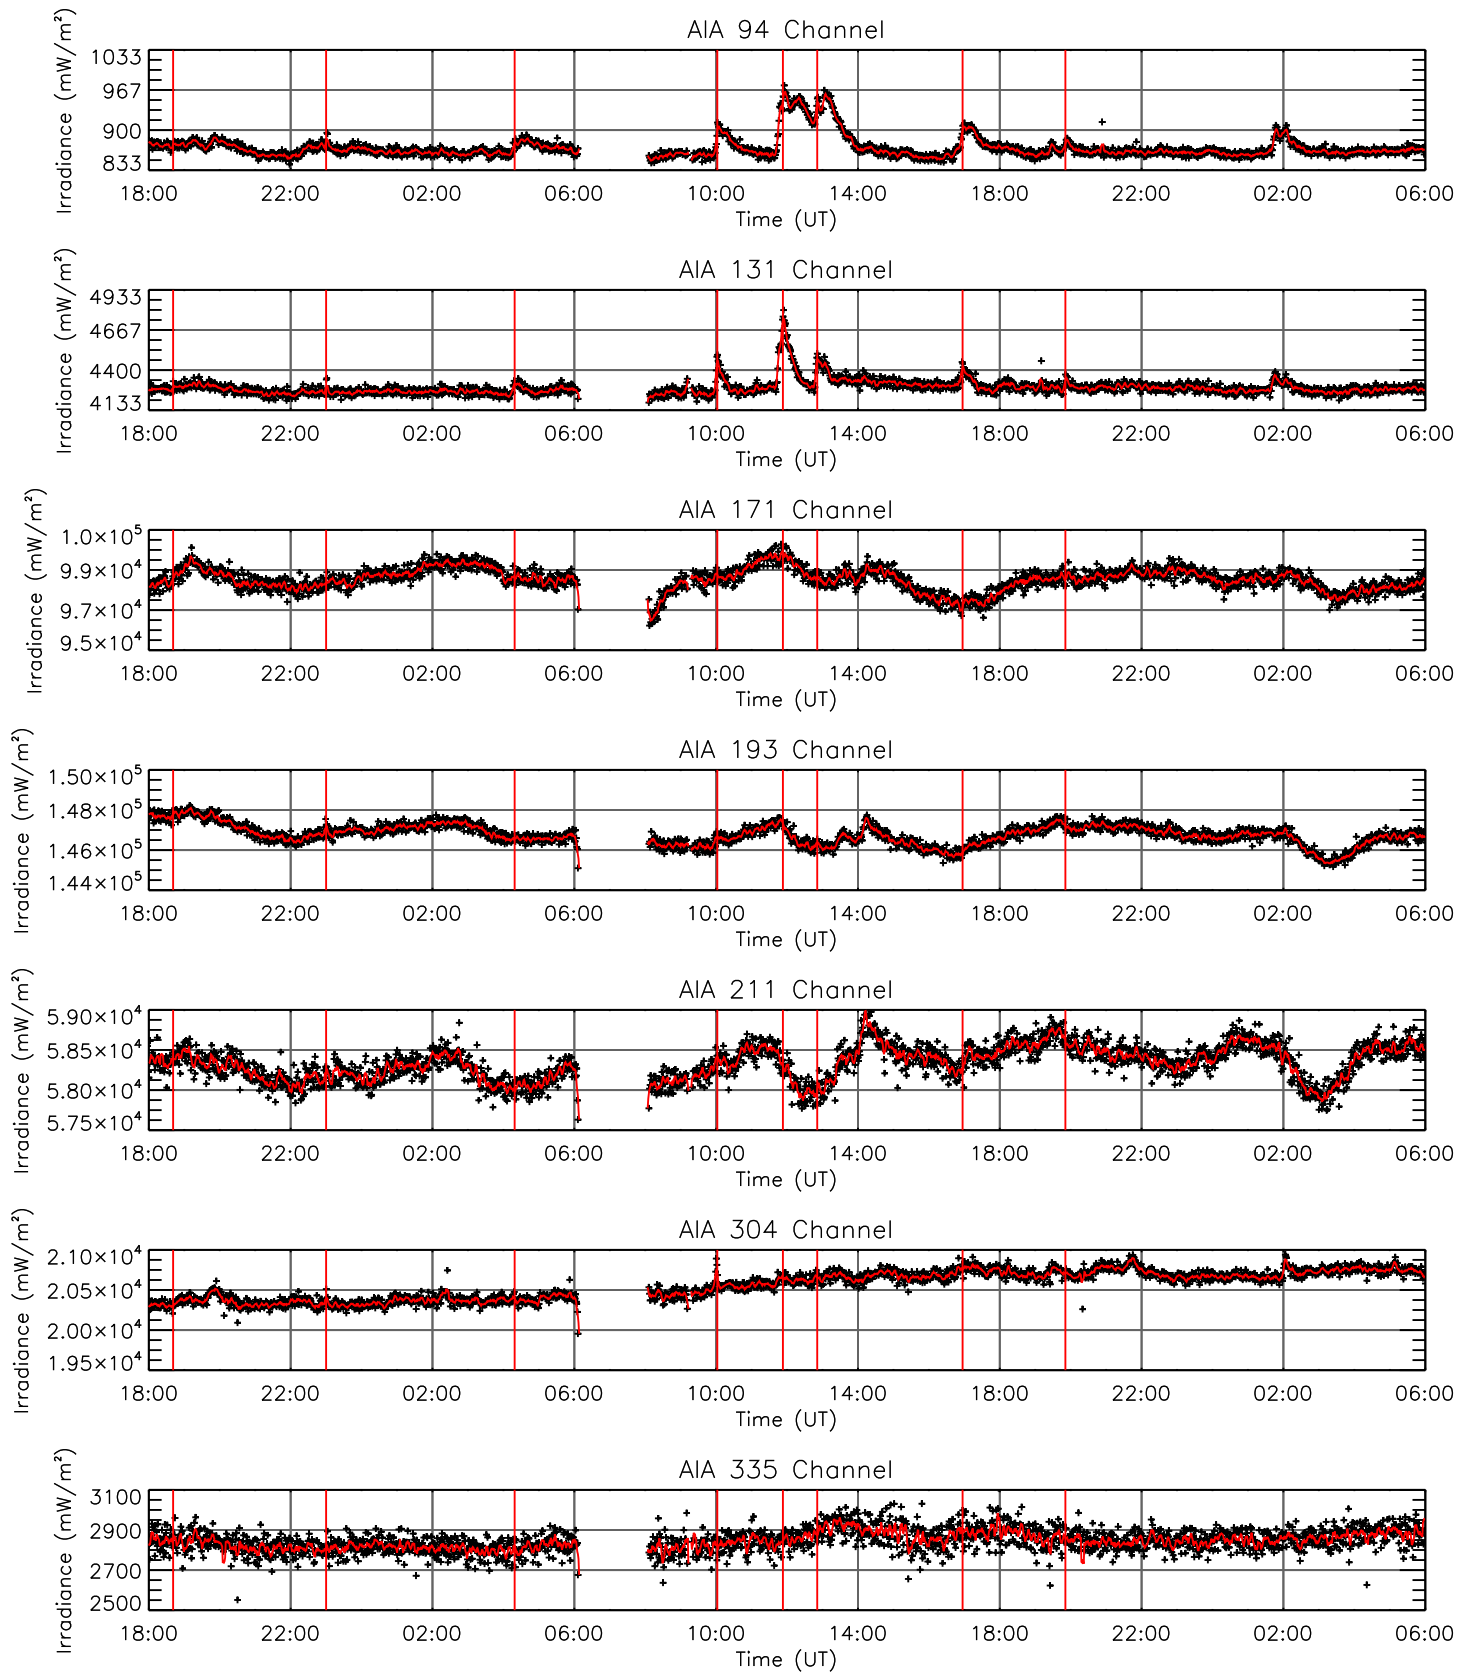 AIA 94 Channel
Irradiance (mW/m²)
1033
967
900
833
18:00 22:00 02:00 06:00 10:00 14:00 18:00 22:00 02:00 06:00
Time (UT)
AIA 131 Channel
Irradiance (mW/m²)
4933
4667
4400
4133
18:00 22:00 02:00 06:00 10:00 14:00 18:00 22:00 02:00 06:00
Time (UT)
AIA 171 Channel
Irradiance (mW/m²)
1.0×10⁵
9.9×10⁴
9.7×10⁴
9.5×10⁴
18:00 22:00 02:00 06:00 10:00 14:00 18:00 22:00 02:00 06:00
Time (UT)
AIA 193 Channel
Irradiance (mW/m²)
1.50×10⁵
1.48×10⁵
1.46×10⁵
1.44×10⁵
18:00 22:00 02:00 06:00 10:00 14:00 18:00 22:00 02:00 06:00
Time (UT)
AIA 211 Channel
Irradiance (mW/m²)
5.90×10⁴
5.85×10⁴
5.80×10⁴
5.75×10⁴
18:00 22:00 02:00 06:00 10:00 14:00 18:00 22:00 02:00 06:00
Time (UT)
AIA 304 Channel
Irradiance (mW/m²)
2.10×10⁴
2.05×10⁴
2.00×10⁴
1.95×10⁴
18:00 22:00 02:00 06:00 10:00 14:00 18:00 22:00 02:00 06:00
Time (UT)
AIA 335 Channel
Irradiance (mW/m²)
3100
2900
2700
2500
18:00 22:00 02:00 06:00 10:00 14:00 18:00 22:00 02:00 06:00
Time (UT)